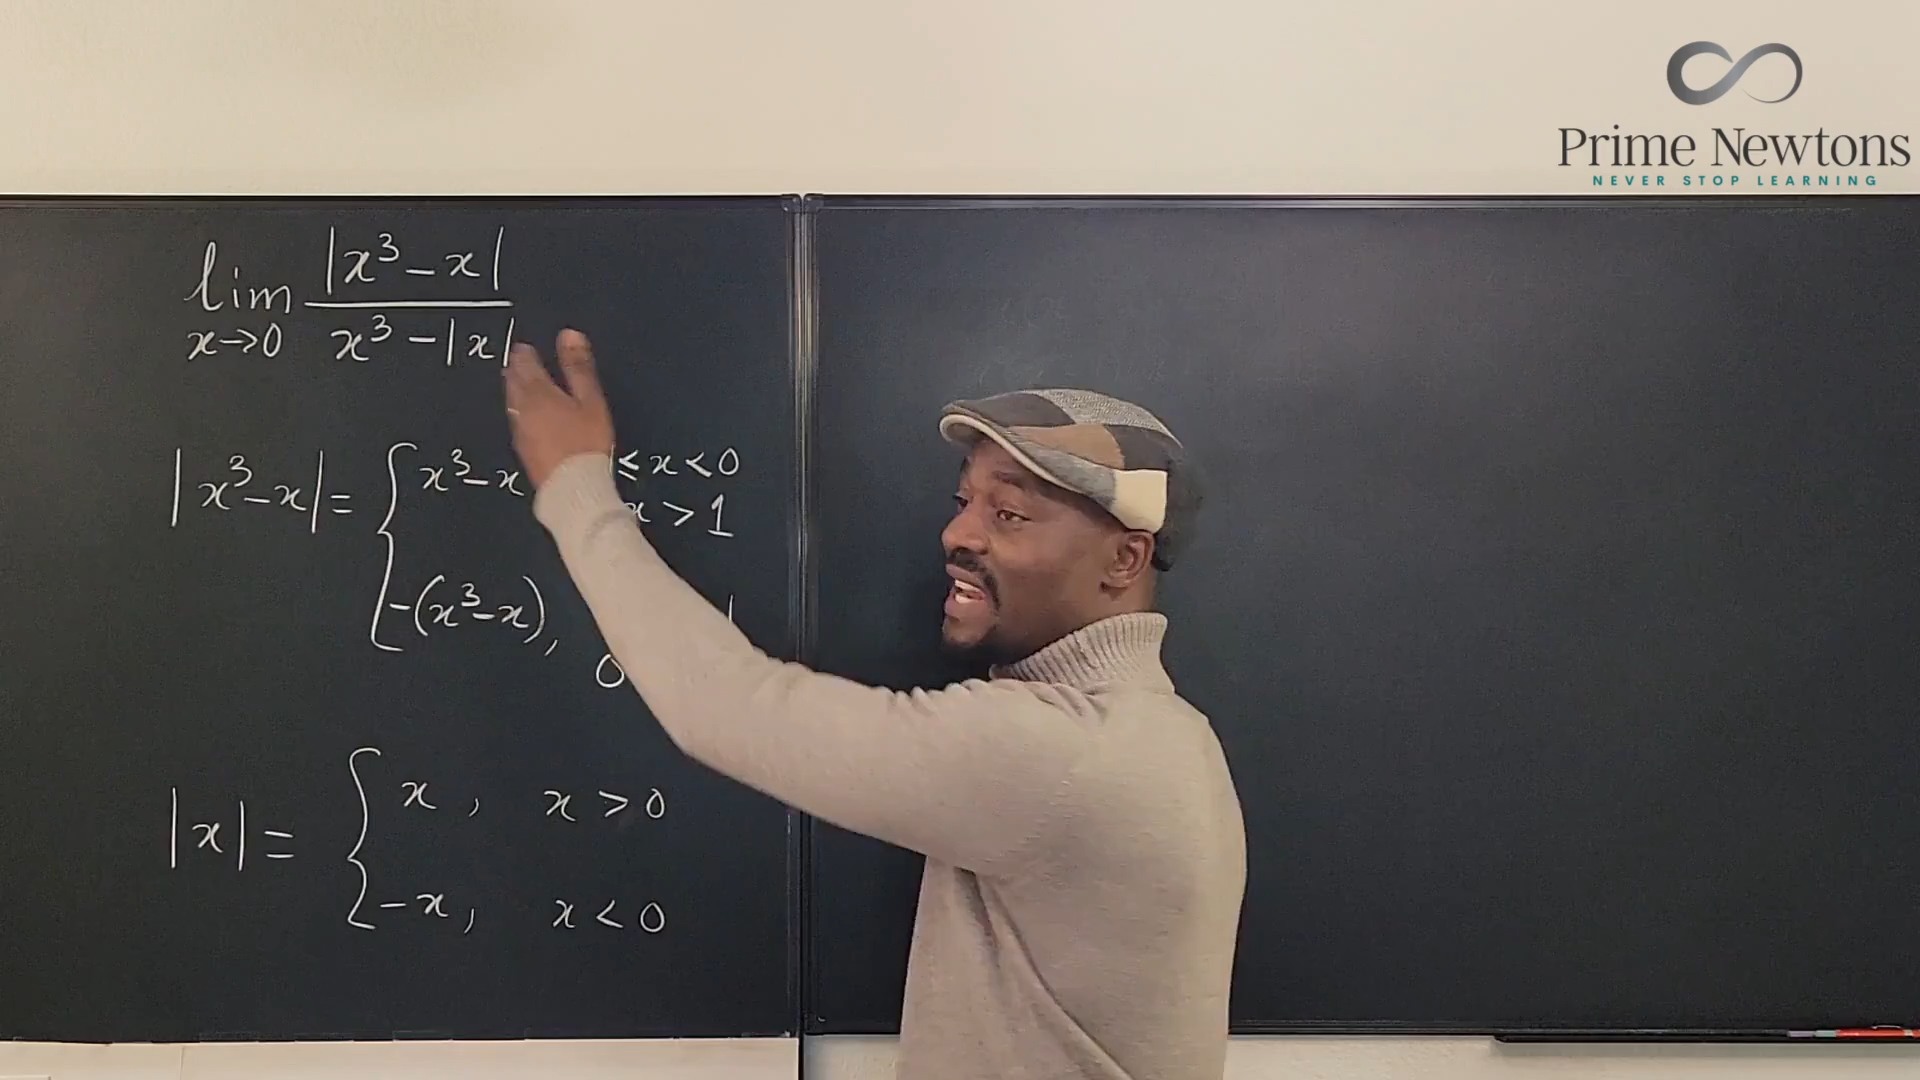 Prime Newtons
NEVER STOP LEARNING
lim |x³-x|
x→0 x³-|x|
|x³-x|= { x³-x ≤x<0
x>1
-(x³-x),
0
|x|= { x, x>0
-x, x<0